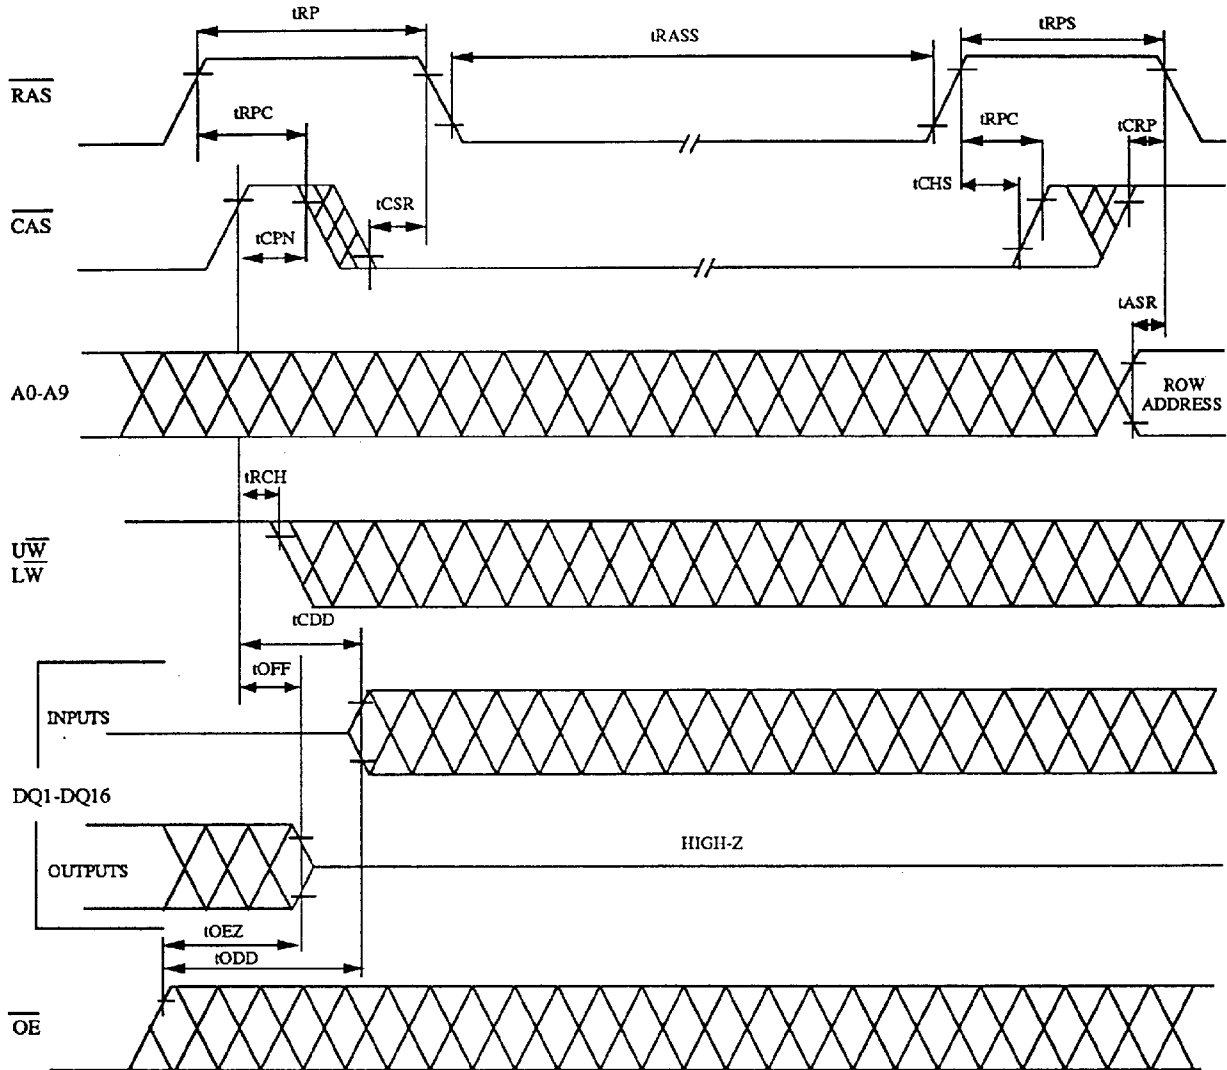 tRP
tRASS
tRPS
RAS
tRPC
tRPC
tCRP
tCHS
tCSR
CAS
tCPN
tASR
A0-A9
ROW
ADDRESS
tRCH
UW
LW
tCDD
tOFF
INPUTS
DQ1-DQ16
HIGH-Z
OUTPUTS
tOEZ
tODD
OE